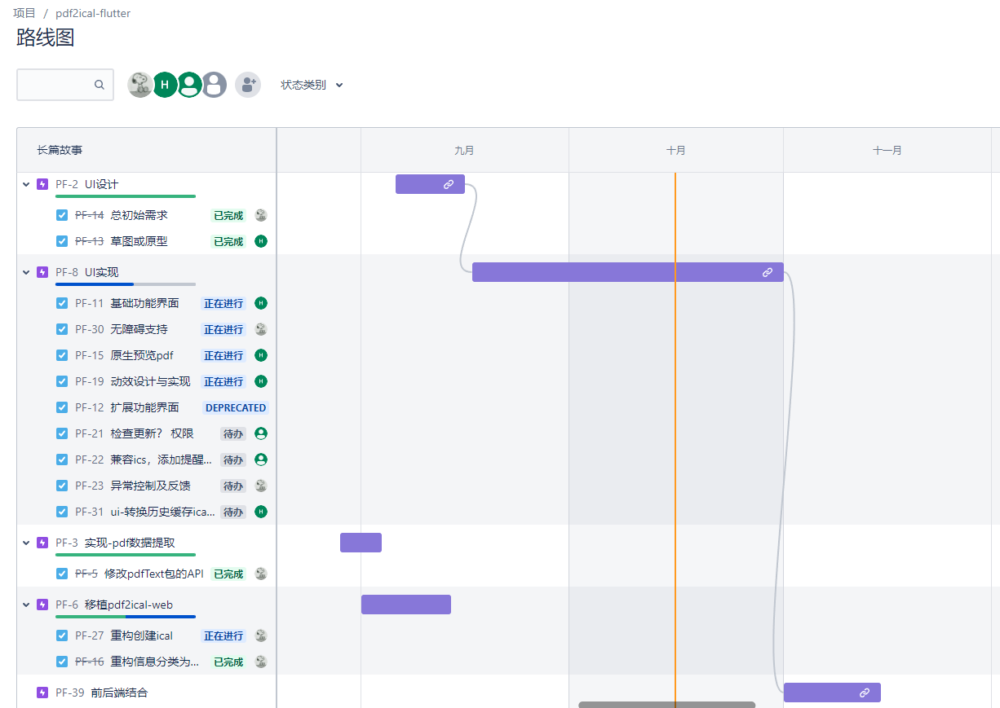 项目 / pdf2ical-flutter
路线图
H
状态类别
长篇故事 九月 十月 十一月
PF-2 UI设计
PF-14 总初始需求 已完成
PF-13 草图或原型 已完成 H
PF-8 UI实现
PF-11 基础功能界面 正在进行 H
PF-30 无障碍支持 正在进行
PF-15 原生预览pdf 正在进行 H
PF-19 动效设计与实现 正在进行 H
PF-12 扩展功能界面 DEPRECATED
PF-21 检查更新？ 权限 待办
PF-22 兼容ics，添加提醒... 待办
PF-23 异常控制及反馈 待办
PF-31 ui-转换历史缓存ica... 待办 H
PF-3 实现-pdf数据提取
PF-5 修改pdfText包的API 已完成
PF-6 移植pdf2ical-web
PF-27 重构创建ical 正在进行
PF-16 重构信息分类为... 已完成
PF-39 前后端结合